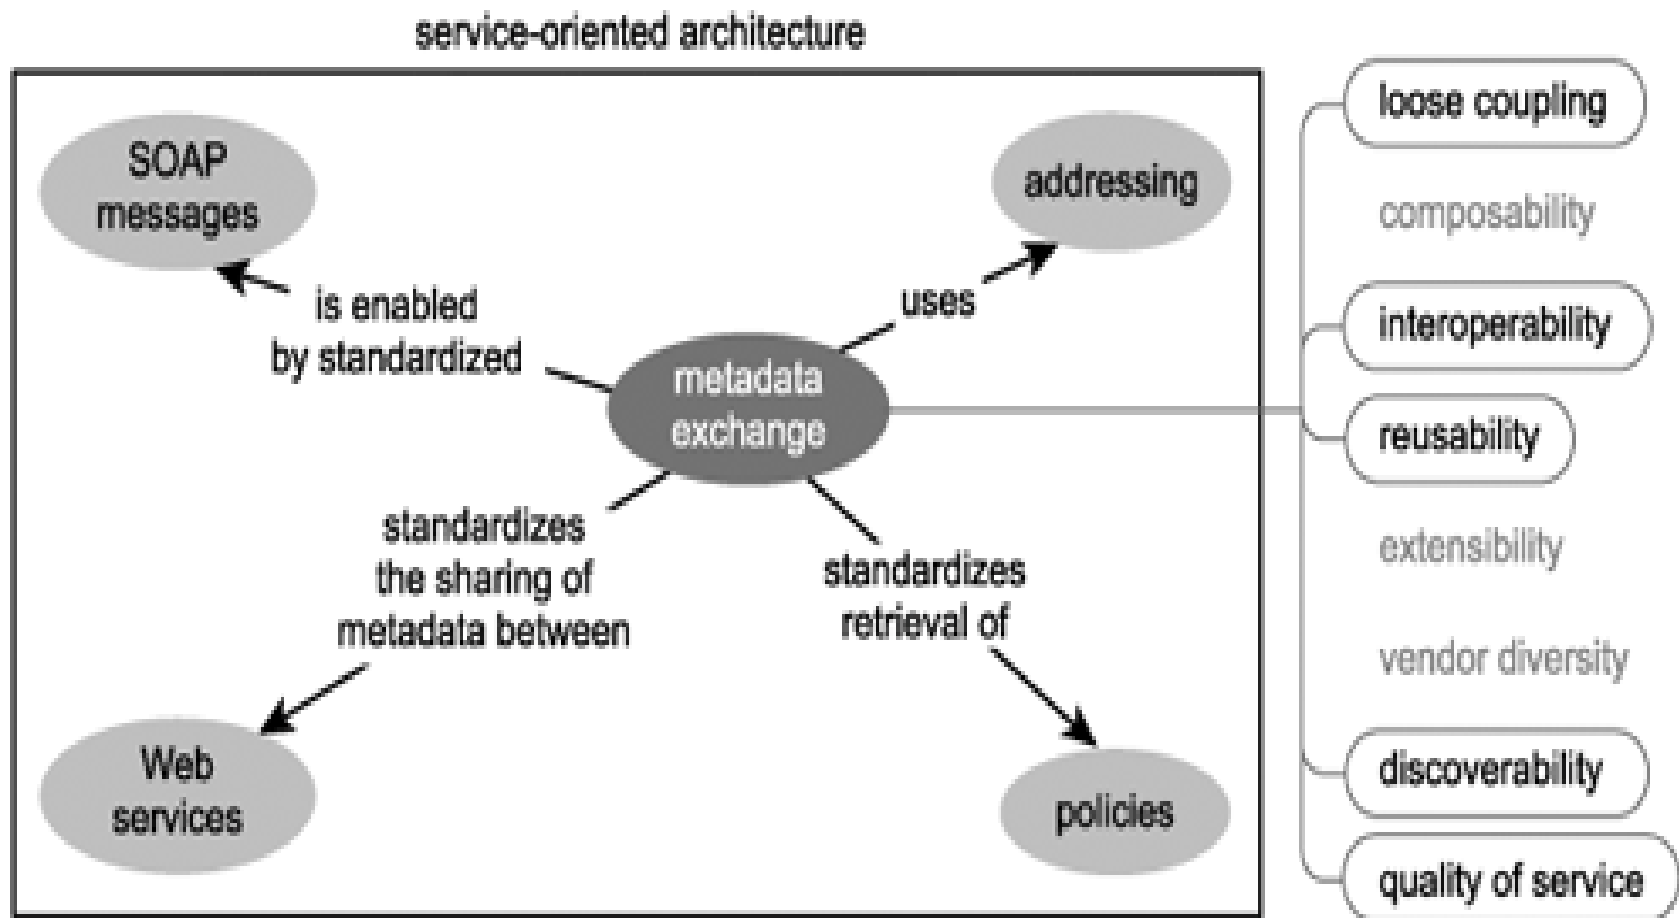 service-oriented architecture
SOAP
messages
addressing
is enabled
by standardized
uses
metadata
exchange
standardizes
the sharing of
metadata between
standardizes
retrieval of
Web
services
policies
loose coupling
composability
interoperability
reusability
extensibility
vendor diversity
discoverability
quality of service